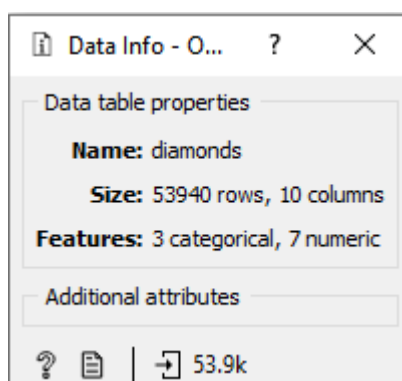 Data Info - O... ?
Data table properties
Name: diamonds
Size: 53940 rows, 10 columns
Features: 3 categorical, 7 numeric
Additional attributes
? 53.9k